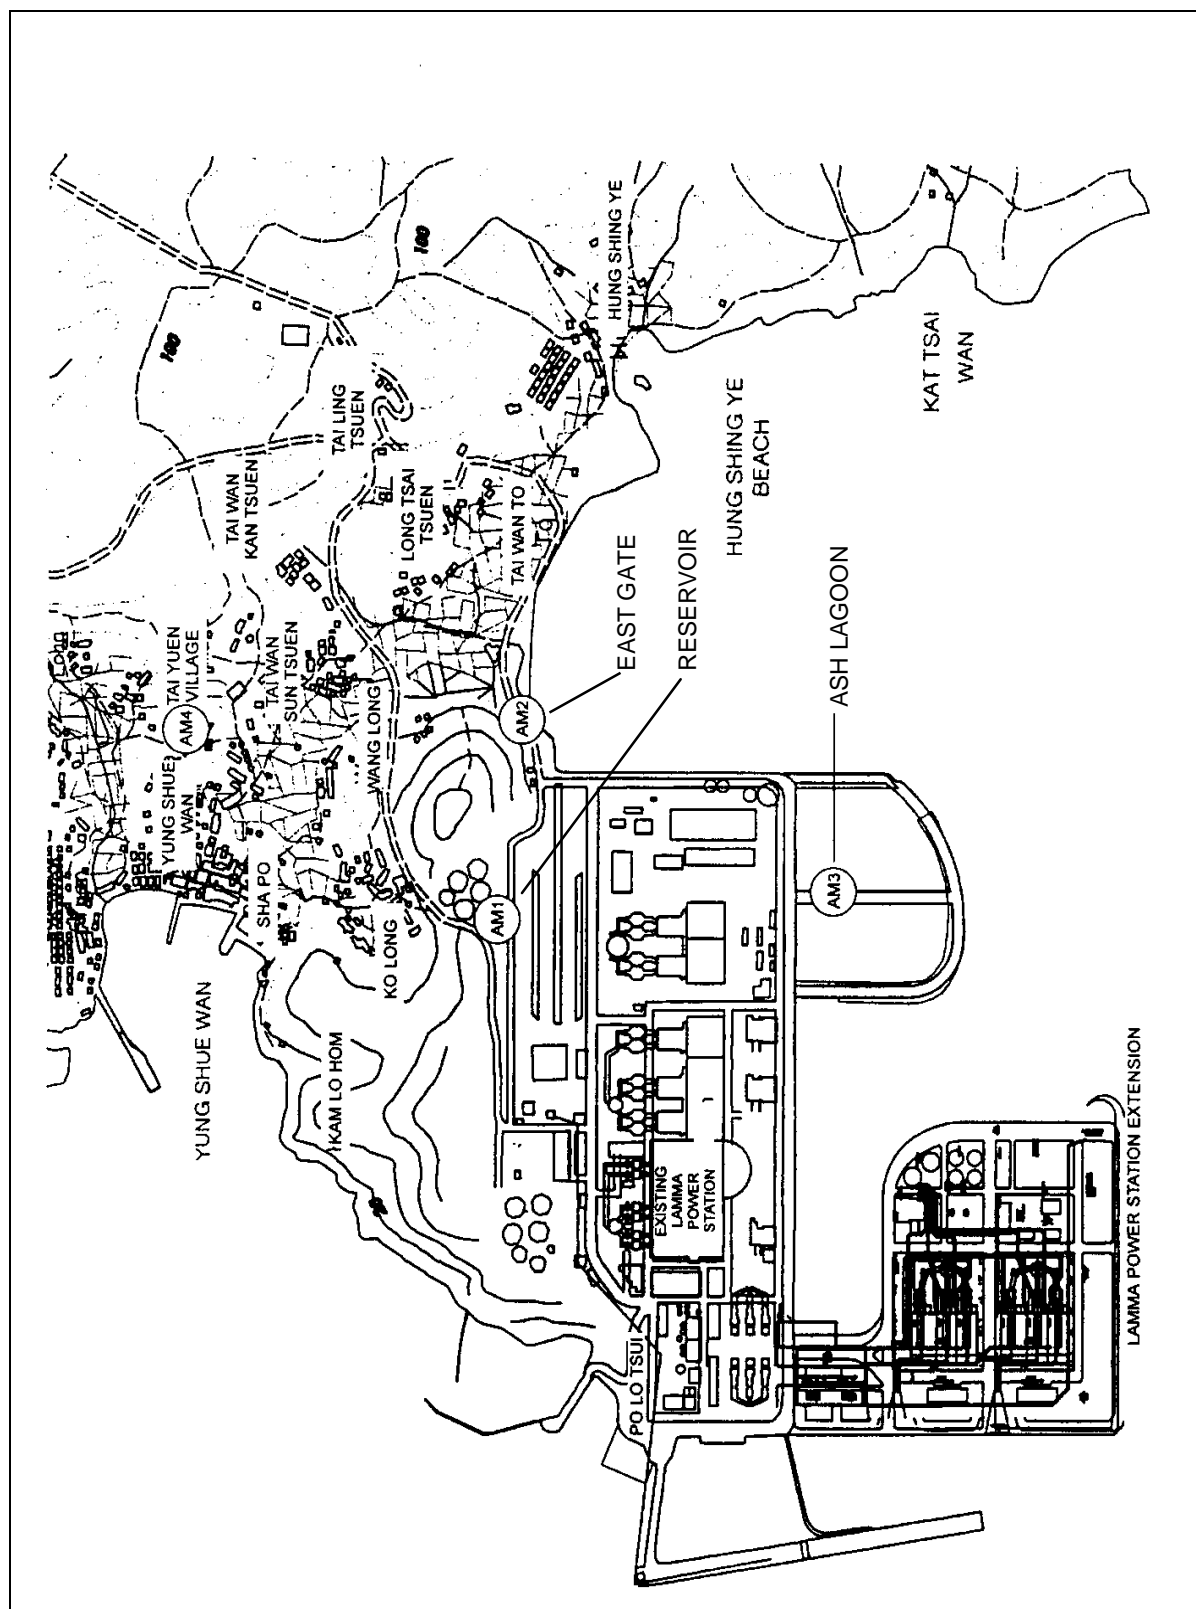 YUNG SHUE WAN
KAM LO HOM
SHA PO
KO LONG
YUNG SHUE
WAN
AM4
TAI YUEN
VILLAGE
TAI WAN
SUN TSUEN
WANG LONG
TAI WAN
KAN TSUEN
TAI LING
TSUEN
LONG TSAI
TSUEN
TAI WAN TO
100
100
HUNG SHING YE
HUNG SHING YE
BEACH
KAT TSAI
WAN
AM1
AM2
AM3
EAST GATE
RESERVOIR
ASH LAGOON
PO LO TSUI
EXISTING
LAMMA
POWER
STATION
LAMMA POWER STATION EXTENSION